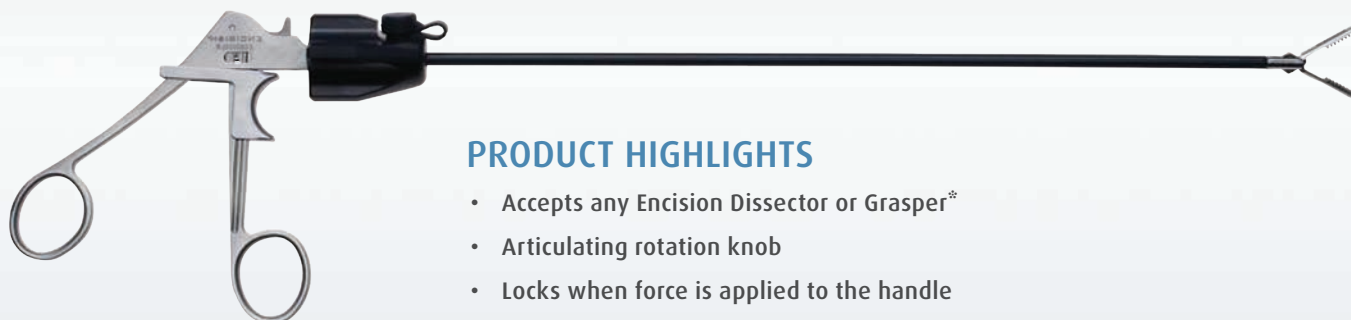 ENCISION
PRODUCT HIGHLIGHTS
• Accepts any Encision Dissector or Grasper*
• Articulating rotation knob
• Locks when force is applied to the handle